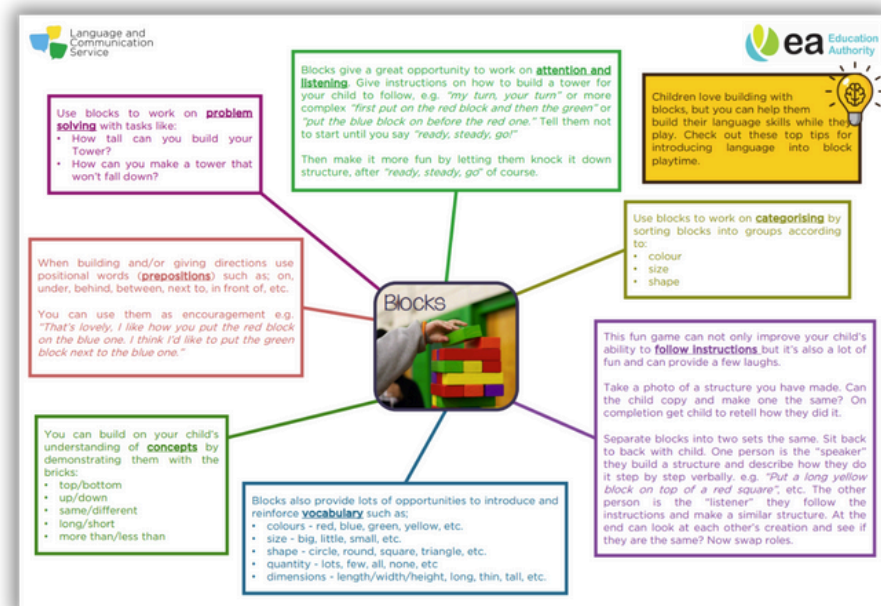 Language and
Communication
Service
ea Education
Authority
Blocks give a great opportunity to work on attention and
listening. Give instructions on how to build a tower for
your child to follow, e.g. "my turn, your turn" or more
complex "first put on the red block and then the green" or
"put the blue block on before the red one." Tell them not
to start until you say "ready, steady, go!"
Then make it more fun by letting them knock it down
structure, after "ready, steady, go" of course.
Children love building with
blocks, but you can help them
build their language skills while they
play. Check out these top tips for
introducing language into block
playtime.
Use blocks to work on problem
solving with tasks like:
• How tall can you build your
Tower?
• How can you make a tower that
won't fall down?
Use blocks to work on categorising by
sorting blocks into groups according
to:
• colour
• size
• shape
When building and/or giving directions use
positional words (prepositions) such as; on,
under, behind, between, next to, in front of, etc.
You can use them as encouragement e.g.
"That's lovely, I like how you put the red block
on the blue one. I think I'd like to put the green
block next to the blue one."
Blocks
This fun game can not only improve your child's
ability to follow instructions but it's also a lot of
fun and can provide a few laughs.
Take a photo of a structure you have made. Can
the child copy and make one the same? On
completion get child to retell how they did it.
Separate blocks into two sets the same. Sit back
to back with child. One person is the "speaker"
they build a structure and describe how they do
it step by step verbally. e.g. "Put a long yellow
block on top of a red square", etc. The other
person is the "listener" they follow the
instructions and make a similar structure. At the
end can look at each other's creation and see if
they are the same? Now swap roles.
You can build on your child's
understanding of concepts by
demonstrating them with the
bricks:
• top/bottom
• up/down
• same/different
• long/short
• more than/less than
Blocks also provide lots of opportunities to introduce and
reinforce vocabulary such as;
• colours - red, blue, green, yellow, etc.
• size - big, little, small, etc.
• shape - circle, round, square, triangle, etc.
• quantity - lots, few, all, none, etc
• dimensions - length/width/height, long, thin, tall, etc.